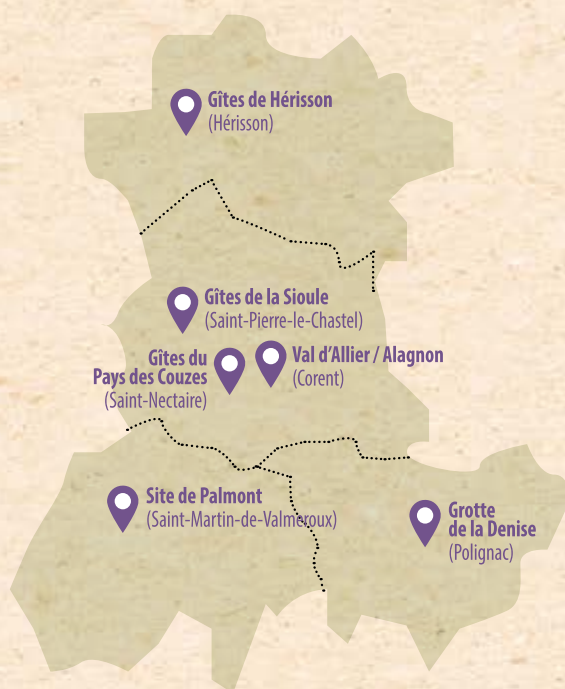 Gîtes de Hérisson
(Hérisson)
Gîtes de la Sioule
(Saint-Pierre-le-Chastel)
Gîtes du
Pays des Couzes
(Saint-Nectaire)
Val d'Allier / Alagnon
(Corent)
Site de Palmont
(Saint-Martin-de-Valmeroux)
Grotte
de la Denise
(Polignac)